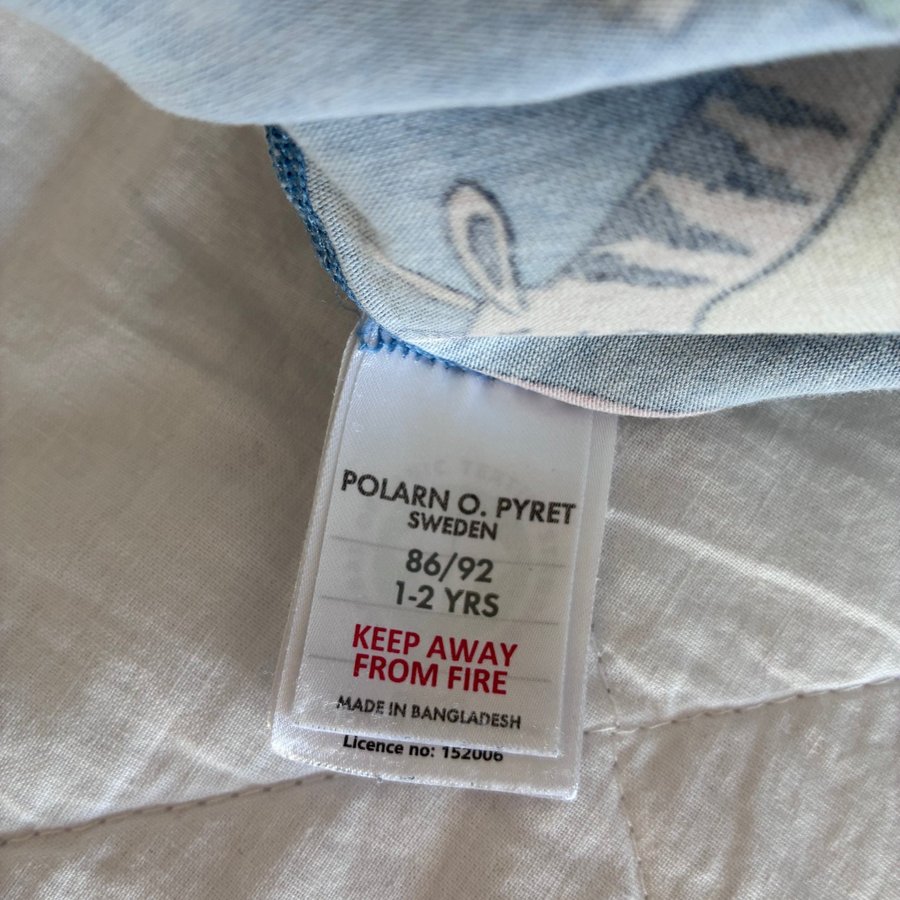 POLARN O. PYRET
SWEDEN
86/92
1-2 YRS
KEEP AWAY
FROM FIRE
MADE IN BANGLADESH
Licence no: 152006